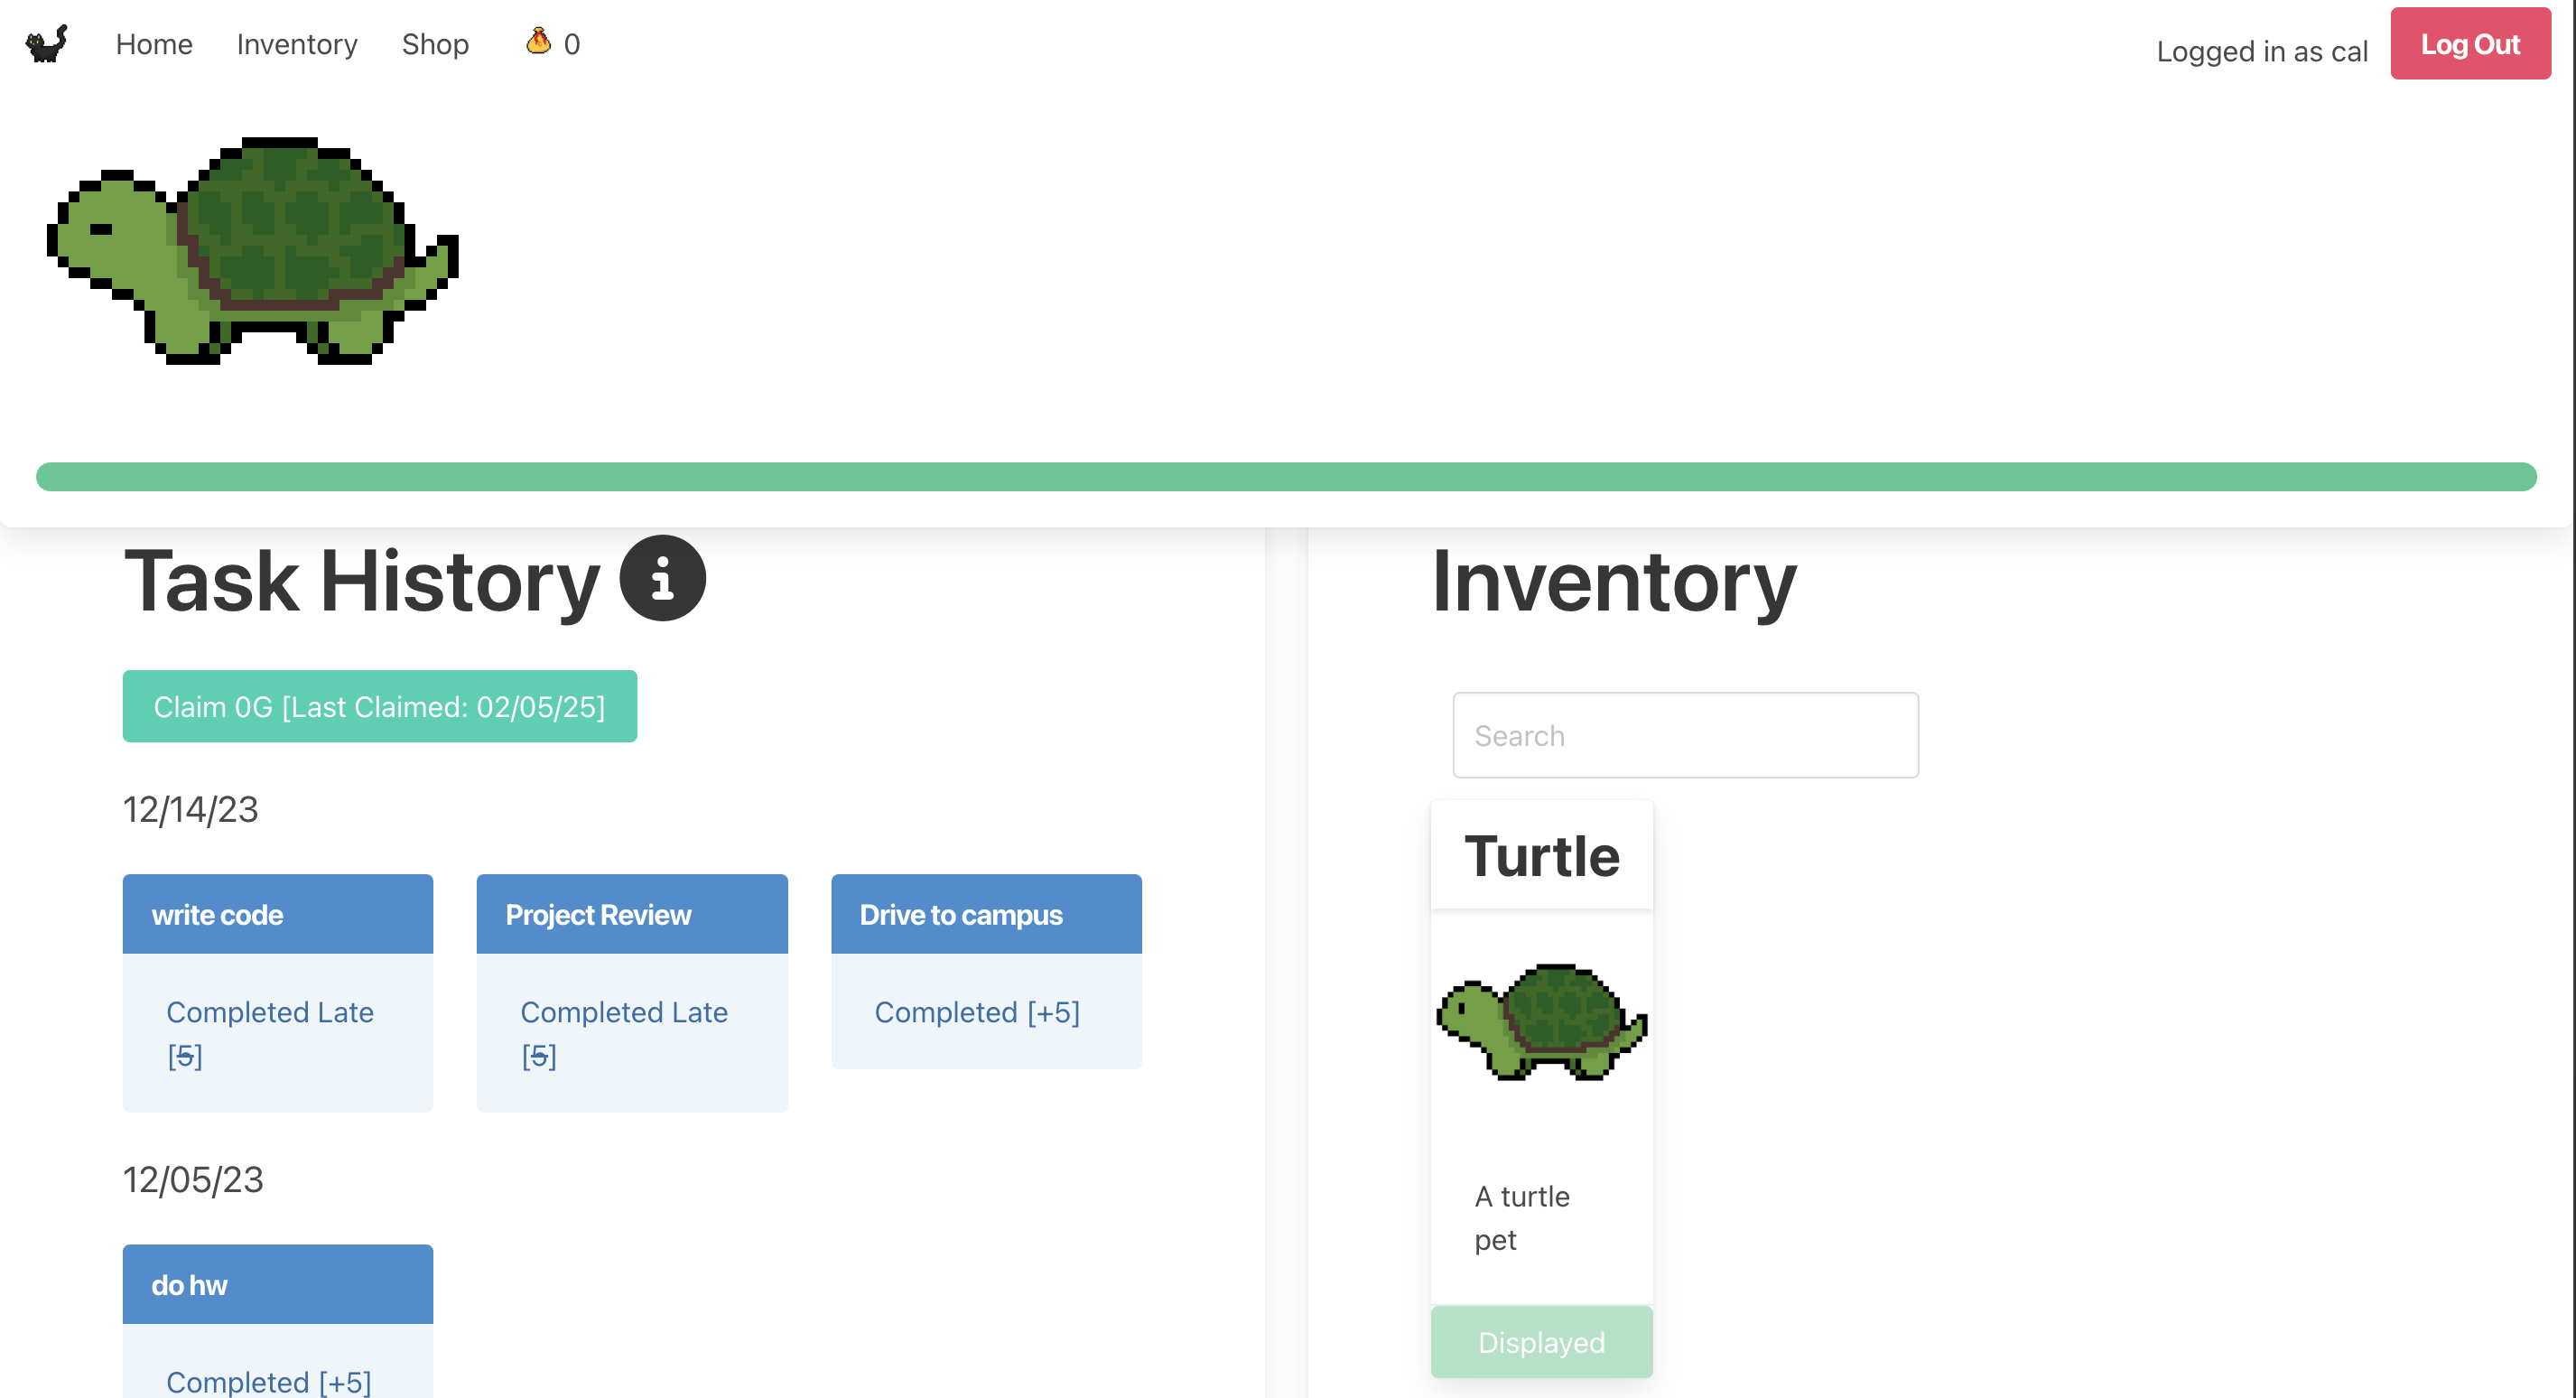 Home Inventory Shop 0 Logged in as cal Log Out
Task History
Claim 0G [Last Claimed: 02/05/25]
12/14/23
write code
Completed Late
[5]
Project Review
Completed Late
[5]
Drive to campus
Completed [+5]
12/05/23
do hw
Completed [+5]
Inventory
Search
Turtle
A turtle
pet
Displayed